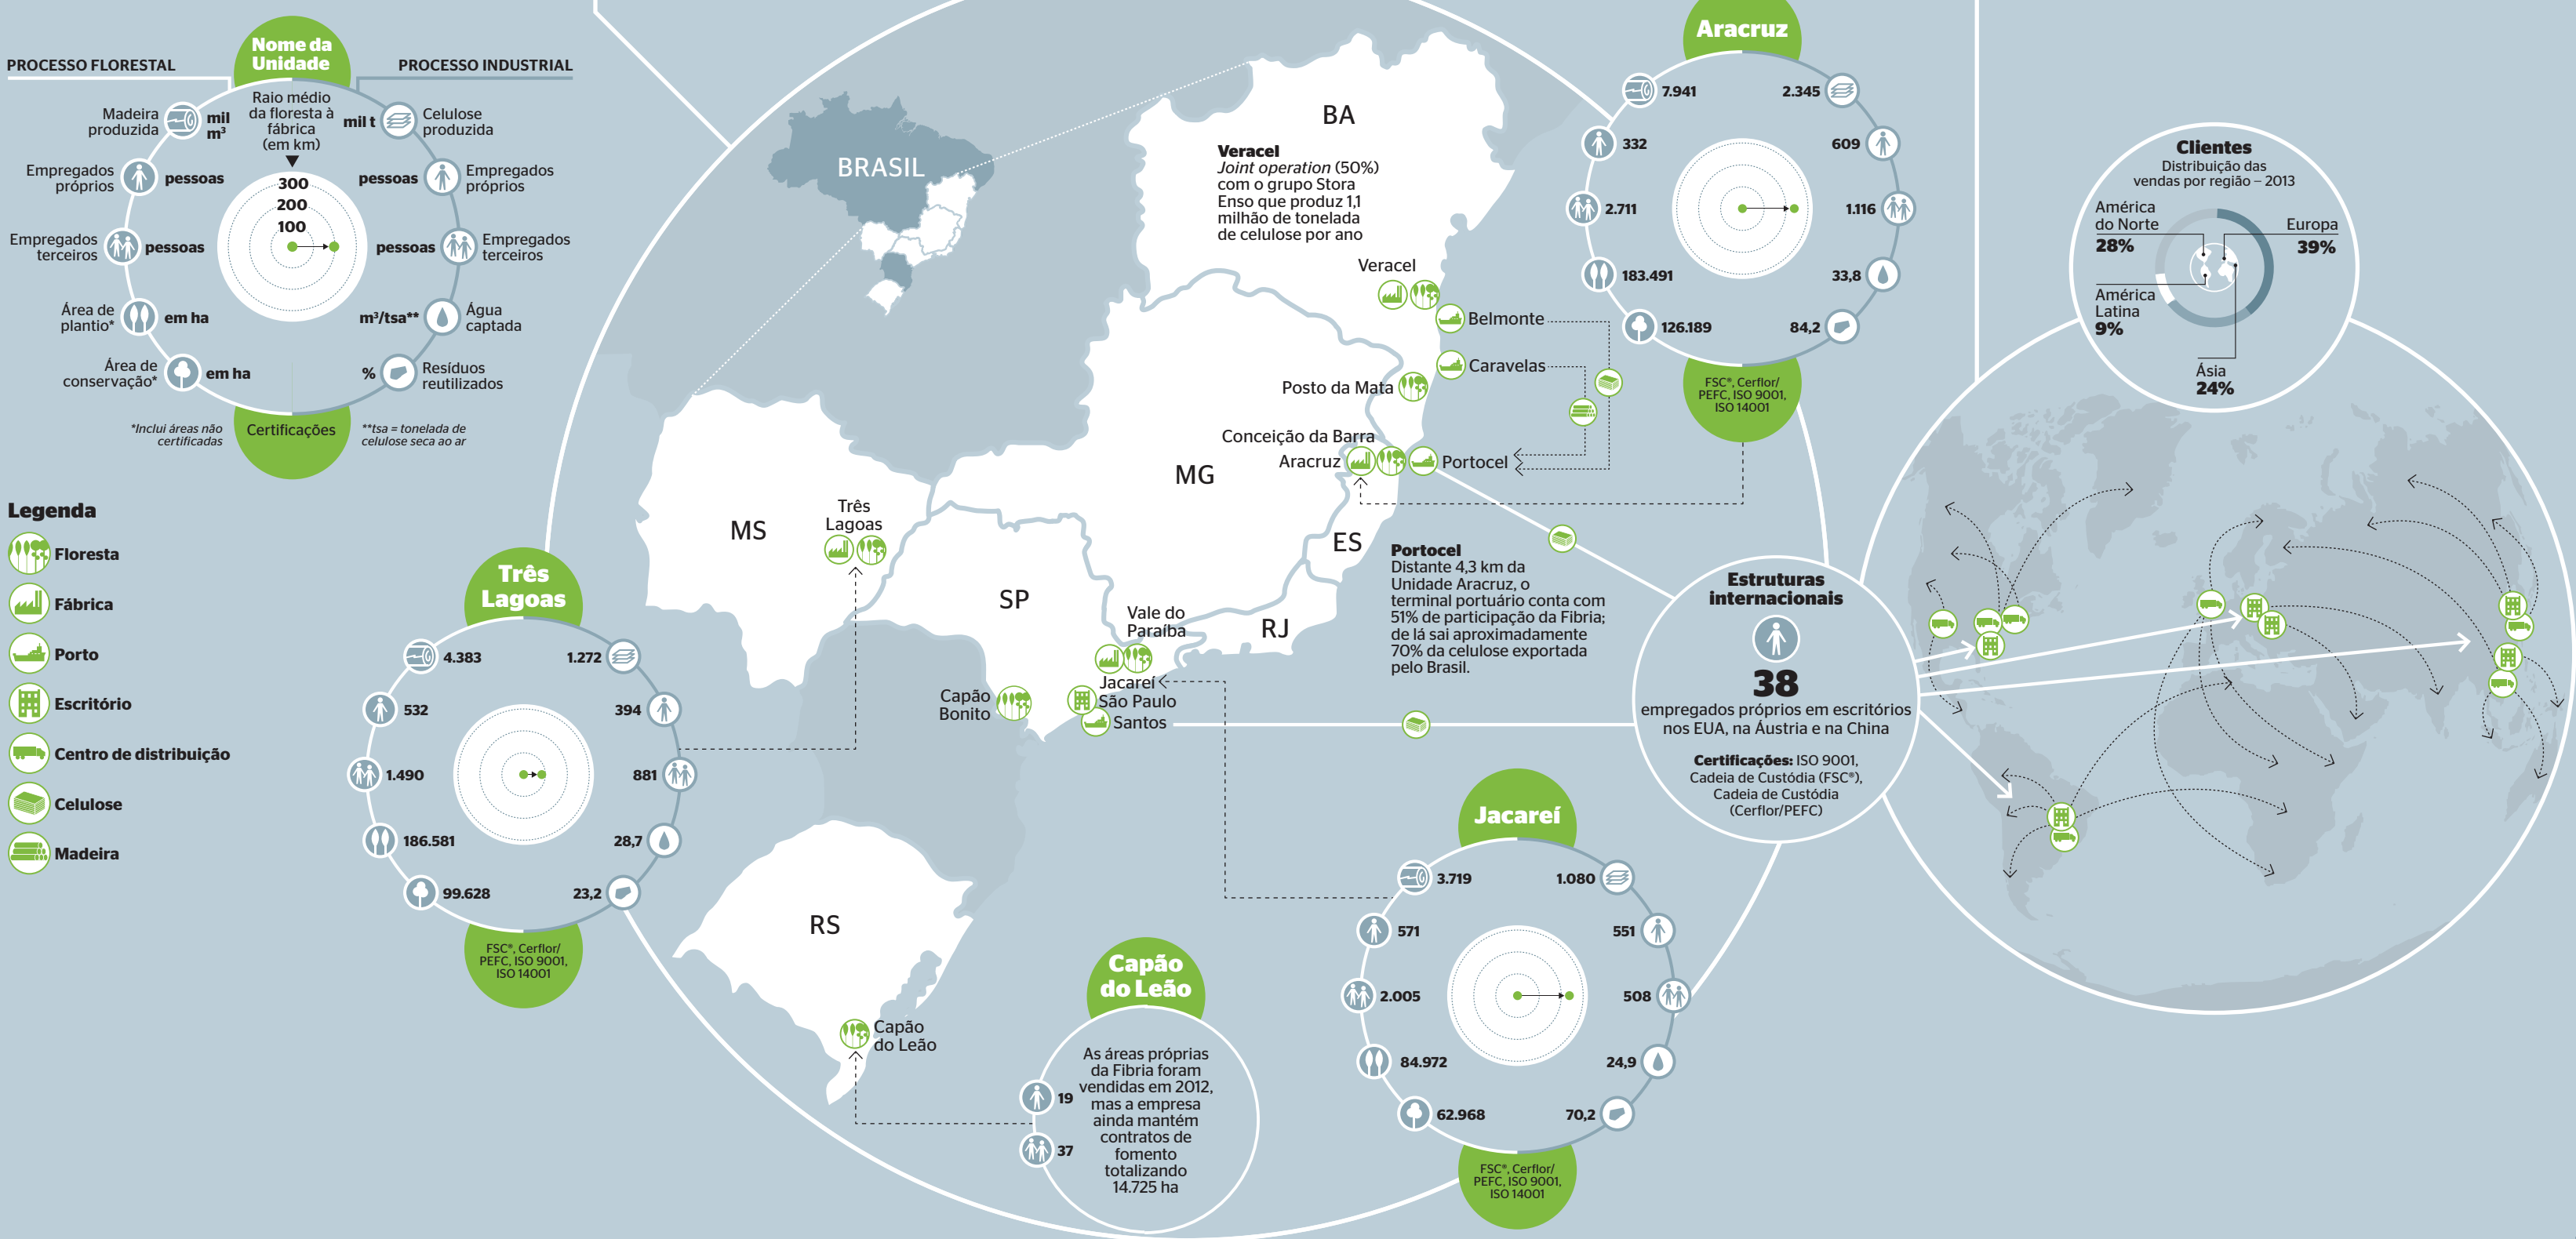 Nome da
Unidade
PROCESSO FLORESTAL
PROCESSO INDUSTRIAL
Raio médio
da floresta à
fábrica
(em km)
300
200
100
Madeira
produzida
mil
m³
Empregados
próprios
pessoas
Empregados
terceiros
pessoas
Área de
plantio*
em ha
Área de
conservação*
em ha
mil t
Celulose
produzida
pessoas
Empregados
próprios
pessoas
Empregados
terceiros
m³/tsa**
Água
captada
%
Resíduos
reutilizados
Certificações
*Inclui áreas não
certificadas
**tsa = tonelada de
celulose seca ao ar
Legenda
Floresta
Fábrica
Porto
Escritório
Centro de distribuição
Celulose
Madeira
Três
Lagoas
4.383
532
1.490
186.581
99.628
1.272
394
881
28,7
23,2
FSC®, Cerflor/
PEFC, ISO 9001,
ISO 14001
BRASIL
BA
Veracel
Joint operation (50%)
com o grupo Stora
Enso que produz 1,1
milhão de tonelada
de celulose por ano
Veracel
Belmonte
Caravelas
Posto da Mata
Conceição da Barra
Aracruz
Portocel
MG
MS
Três
Lagoas
SP
ES
RJ
Vale do
Paraíba
Jacareí
São Paulo
Santos
Capão
Bonito
RS
Capão
do Leão
Portocel
Distante 4,3 km da
Unidade Aracruz, o
terminal portuário conta com
51% de participação da Fibria;
de lá sai aproximadamente
70% da celulose exportada
pelo Brasil.
Aracruz
7.941
332
2.711
183.491
126.189
2.345
609
1.116
33,8
84,2
FSC®, Cerflor/
PEFC, ISO 9001,
ISO 14001
Capão
do Leão
19
37
As áreas próprias
da Fibria foram
vendidas em 2012,
mas a empresa
ainda mantém
contratos de
fomento
totalizando
14.725 ha
Jacareí
3.719
571
2.005
84.972
62.968
1.080
551
508
24,9
70,2
FSC®, Cerflor/
PEFC, ISO 9001,
ISO 14001
Estruturas
internacionais
38
empregados próprios em escritórios
nos EUA, na Áustria e na China
Certificações: ISO 9001,
Cadeia de Custódia (FSC®),
Cadeia de Custódia
(Cerflor/PEFC)
Clientes
Distribuição das
vendas por região – 2013
América
do Norte
28%
Europa
39%
América
Latina
9%
Ásia
24%